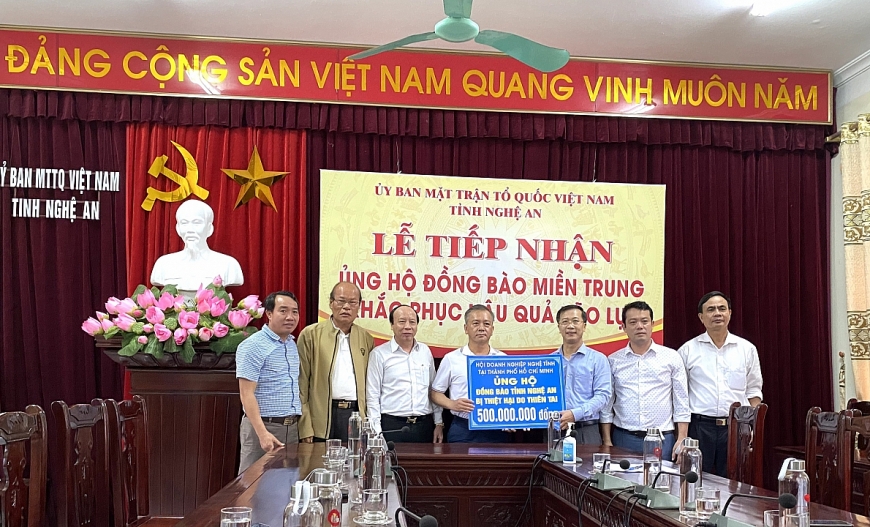 ĐẢNG CỘNG SẢN VIỆT NAM QUANG VINH MUÔN NĂM
MTTQ VIỆT NAM
TỈNH NGHỆ AN
ỦY BAN MẶT TRẬN TỔ QUỐC VIỆT NAM
TỈNH NGHỆ AN
LỄ TIẾP NHẬN
ỦNG HỘ ĐỒNG BÀO MIỀN TRUNG
PHỤC QUẢ
HỘI DOANH NGHIỆP NGHỆ TĨNH
TẠI THÀNH PHỐ HỒ CHÍ MINH
ỦNG HỘ
ĐỒNG BÀO TỈNH NGHỆ AN
BỊ THIỆT HẠI DO THIÊN TAI
500.000.000